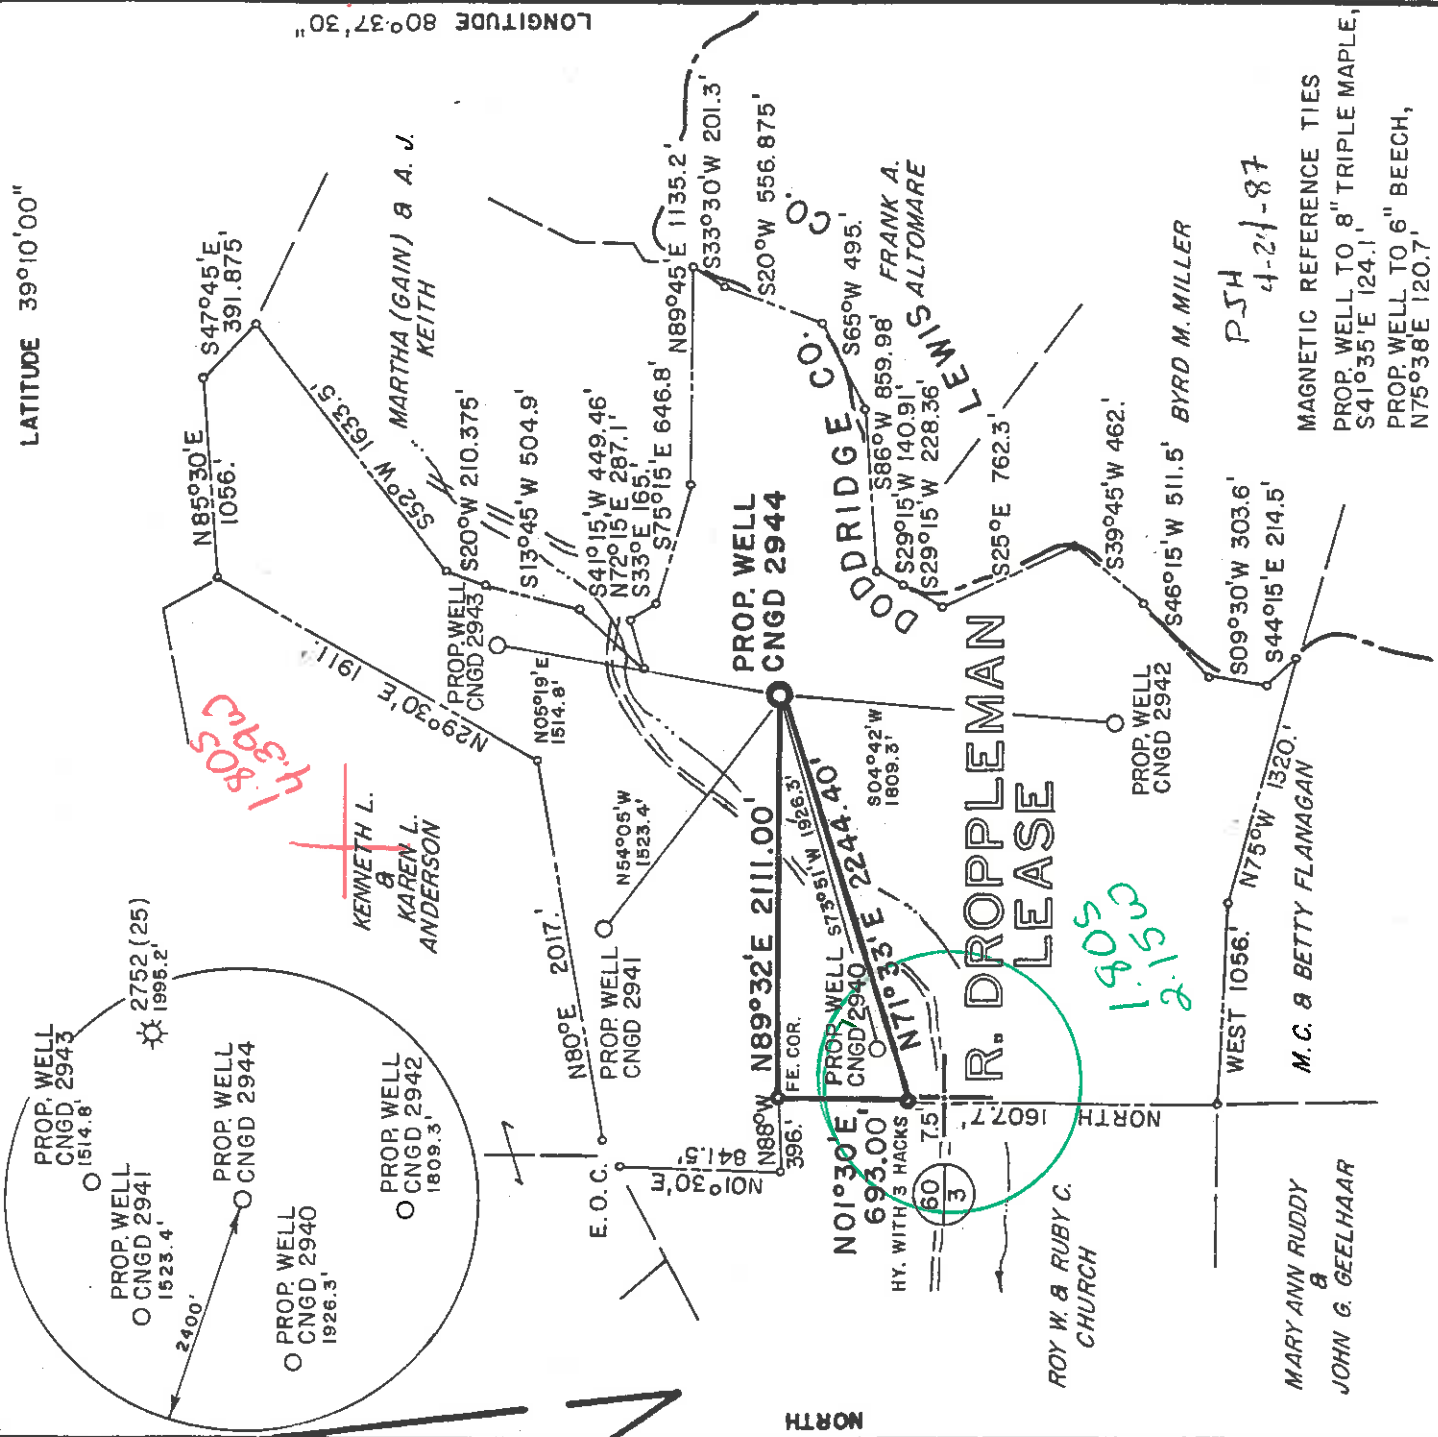 LATITUDE 39°10'00"
LONGITUDE 80°37'30"
S47°45'E
391.875'
N85°30'E
1056.'
S52°W 1633.5'
MARTHA (GAIN) & A. J.
KEITH
N29°30'E 1911.'
1.80S
4.39W
KENNETH L.
&
KAREN L.
ANDERSON
S20°W 210.375'
S13°45'W 504.9'
S41°15'W 449.46'
N72°15'E 287.1'
S33°E 165.'
S75°15'E 646.8'
N89°45'E 1135.2'
S33°30'W 201.3'
S20°W 556.875'
S65°W 495.'
FRANK A.
ALTOMARE
S86°W 859.98'
S29°15'W 140.91'
S29°15'W 228.36'
S25°E 762.3'
S39°45'W 462.'
S46°15'W 511.5'
BYRD M. MILLER
S09°30'W 303.6'
S44°15'E 214.5'
DODDRIDGE CO.
LEWIS CO.
PJH
4-21-87
MAGNETIC REFERENCE TIES
PROP. WELL TO 8" TRIPLE MAPLE,
S41°35'E 124.1'
PROP. WELL TO 6" BEECH,
N75°38'E 120.7'
PROP. WELL
CNGD 2943
N05°19'E
1514.8'
PROP. WELL
CNGD 2944
N54°05'W
1523.4'
PROP. WELL
CNGD 2941
N80°E 2017.'
N89°32'E 2111.00'
FE. COR.
PROP. WELL S73°51'W 1926.3'
CNGD 2940
N71°33'E 2244.40'
S04°42'W
1809.3'
PROP. WELL
CNGD 2942
R. DROPPLEMAN
LEASE
1.80S
2.15W
N75°W 1320.'
WEST 1056.'
M.C. & BETTY FLANAGAN
NORTH 1607.7'
E. O. C.
N01°30'E 841.5'
N88°W
396.'
N01°30'E,
693.00'
HY. WITH 3 HACKS
7.5'
60
3
ROY W. & RUBY C.
CHURCH
MARY ANN RUDDY
&
JOHN G. GEELHAAR
PROP. WELL
CNGD 2943
1514.8'
2752 (25)
1995.2'
PROP. WELL
CNGD 2941
1523.4'
PROP. WELL
CNGD 2944
PROP. WELL
CNGD 2942
1809.3'
PROP. WELL
CNGD 2940
1926.3'
2400'
NORTH